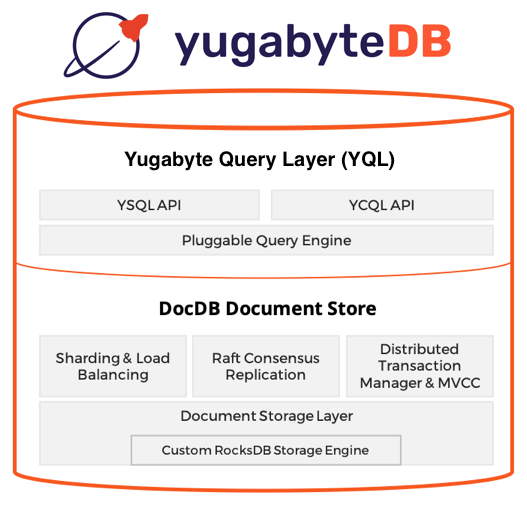 yugabyteDB
Yugabyte Query Layer (YQL)
YSQL API
YCQL API
Pluggable Query Engine
DocDB Document Store
Sharding & Load
Balancing
Raft Consensus
Replication
Distributed
Transaction
Manager & MVCC
Document Storage Layer
Custom RocksDB Storage Engine